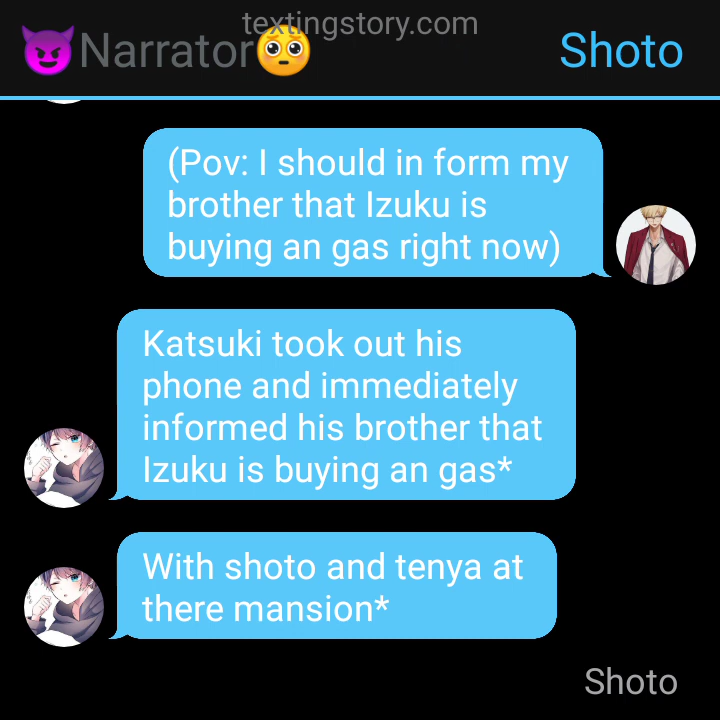 textingstory.com
😈Narrator🥺
Shoto
(Pov: I should in form my
brother that Izuku is
buying an gas right now)
Katsuki took out his
phone and immediately
informed his brother that
Izuku is buying an gas*
With shoto and tenya at
there mansion*
Shoto